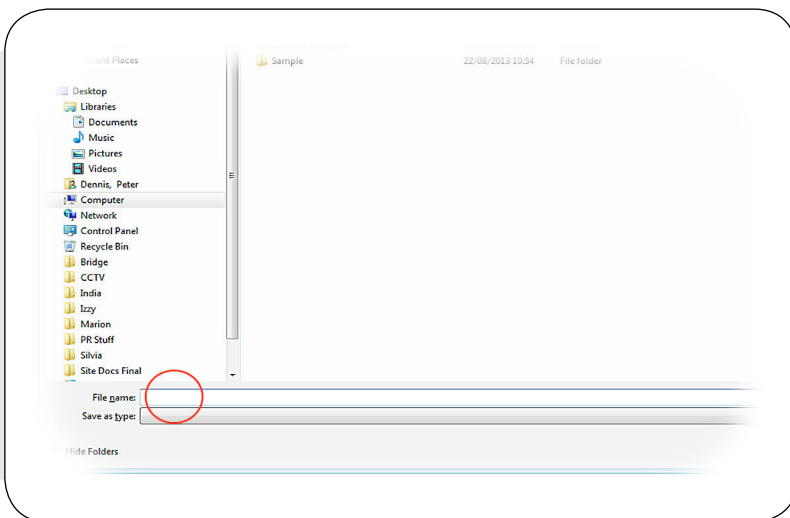 Recent Places
Sample 22/08/2013 10:54 File folder
Desktop
Libraries
Documents
Music
Pictures
Videos
Dennis, Peter
Computer
Network
Control Panel
Recycle Bin
Bridge
CCTV
India
Izzy
Marion
PR Stuff
Silvia
Site Docs Final
File name:
Save as type:
Hide Folders